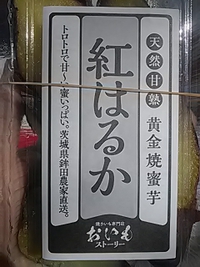 天然甘熟 黄金焼蜜芋
紅はるか
トロトロで甘〜い蜜いっぱい。茨城県鉾田農家直送。
焼きいも専門店
おいも
ストーリー